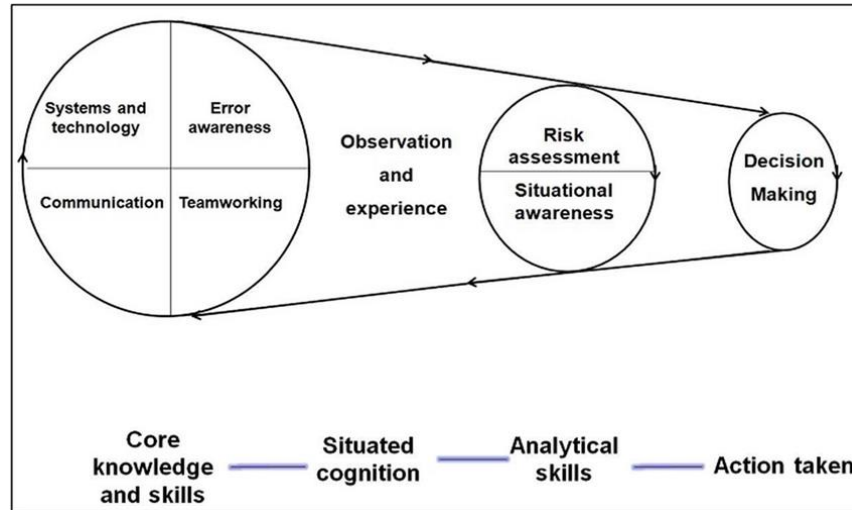 Systems and
technology
Error
awareness
Communication
Teamworking
Observation
and
experience
Risk
assessment
Situational
awareness
Decision
Making
Core
knowledge
and skills
Situated
cognition
Analytical
skills
Action taken